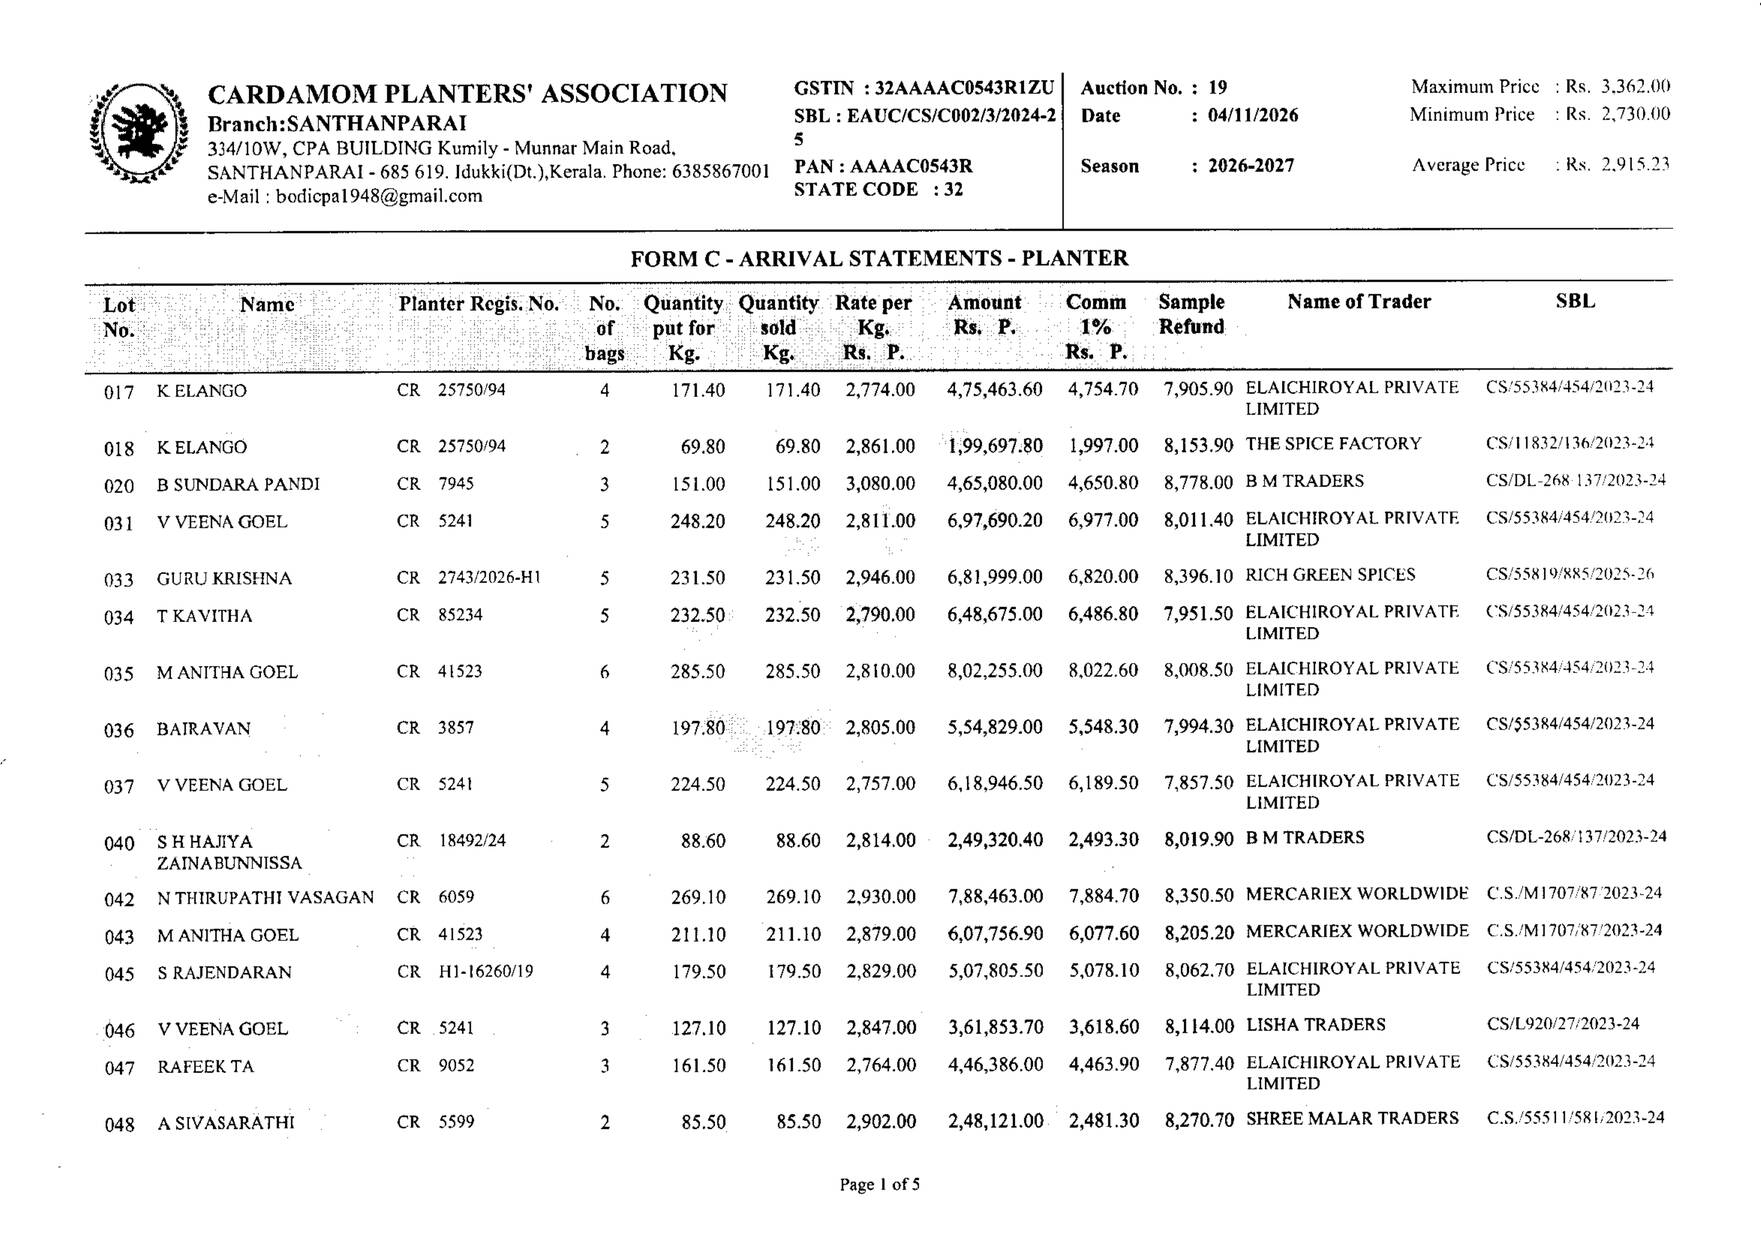 CARDAMOM PLANTERS' ASSOCIATION
Branch:SANTHANPARAI
334/10W, CPA BUILDING Kumily - Munnar Main Road,
SANTHANPARAI - 685 619. Idukki(Dt.),Kerala. Phone: 6385867001
e-Mail : bodicpa1948@gmail.com
GSTIN : 32AAAAC0543R1ZU
SBL : EAUC/CS/C002/3/2024-2
5
PAN : AAAAC0543R
STATE CODE : 32
Auction No. : 19
Date : 04/11/2026
Season : 2026-2027
Maximum Price : Rs. 3,362.00
Minimum Price : Rs. 2,730.00
Average Price : Rs. 2,915.23
FORM C - ARRIVAL STATEMENTS - PLANTER
Lot Name Planter Regis. No. No. Quantity Quantity Rate per Amount Comm Sample Name of Trader SBL
No. of put for sold Kg. Rs. P. 1% Refund
bags Kg. Kg. Rs. P. Rs. P.
017 K ELANGO CR 25750/94 4 171.40 171.40 2,774.00 4,75,463.60 4,754.70 7,905.90 ELAICHIROYAL PRIVATE CS/55384/454/2023-24
LIMITED
018 K ELANGO CR 25750/94 2 69.80 69.80 2,861.00 1,99,697.80 1,997.00 8,153.90 THE SPICE FACTORY CS/11832/136/2023-24
020 B SUNDARA PANDI CR 7945 3 151.00 151.00 3,080.00 4,65,080.00 4,650.80 8,778.00 B M TRADERS CS/DL-268/137/2023-24
031 V VEENA GOEL CR 5241 5 248.20 248.20 2,811.00 6,97,690.20 6,977.00 8,011.40 ELAICHIROYAL PRIVATE CS/55384/454/2023-24
LIMITED
033 GURU KRISHNA CR 2743/2026-H1 5 231.50 231.50 2,946.00 6,81,999.00 6,820.00 8,396.10 RICH GREEN SPICES CS/55819/885/2025-26
034 T KAVITHA CR 85234 5 232.50 232.50 2,790.00 6,48,675.00 6,486.80 7,951.50 ELAICHIROYAL PRIVATE CS/55384/454/2023-24
LIMITED
035 M ANITHA GOEL CR 41523 6 285.50 285.50 2,810.00 8,02,255.00 8,022.60 8,008.50 ELAICHIROYAL PRIVATE CS/55384/454/2023-24
LIMITED
036 BAIRAVAN CR 3857 4 197.80 197.80 2,805.00 5,54,829.00 5,548.30 7,994.30 ELAICHIROYAL PRIVATE CS/55384/454/2023-24
LIMITED
037 V VEENA GOEL CR 5241 5 224.50 224.50 2,757.00 6,18,946.50 6,189.50 7,857.50 ELAICHIROYAL PRIVATE CS/55384/454/2023-24
LIMITED
040 S H HAJIYA CR 18492/24 2 88.60 88.60 2,814.00 2,49,320.40 2,493.30 8,019.90 B M TRADERS CS/DL-268/137/2023-24
ZAINABUNNISSA
042 N THIRUPATHI VASAGAN CR 6059 6 269.10 269.10 2,930.00 7,88,463.00 7,884.70 8,350.50 MERCARIEX WORLDWIDE C.S./M1707/87/2023-24
043 M ANITHA GOEL CR 41523 4 211.10 211.10 2,879.00 6,07,756.90 6,077.60 8,205.20 MERCARIEX WORLDWIDE C.S./M1707/87/2023-24
045 S RAJENDARAN CR H1-16260/19 4 179.50 179.50 2,829.00 5,07,805.50 5,078.10 8,062.70 ELAICHIROYAL PRIVATE CS/55384/454/2023-24
LIMITED
046 V VEENA GOEL CR 5241 3 127.10 127.10 2,847.00 3,61,853.70 3,618.60 8,114.00 LISHA TRADERS CS/L920/27/2023-24
047 RAFEEK TA CR 9052 3 161.50 161.50 2,764.00 4,46,386.00 4,463.90 7,877.40 ELAICHIROYAL PRIVATE CS/55384/454/2023-24
LIMITED
048 A SIVASARATHI CR 5599 2 85.50 85.50 2,902.00 2,48,121.00 2,481.30 8,270.70 SHREE MALAR TRADERS C.S./55511/581/2023-24
Page 1 of 5